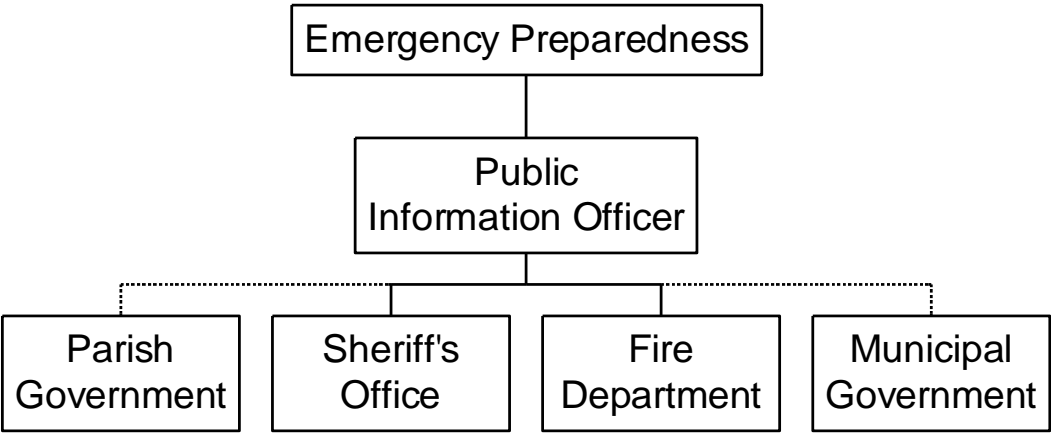 Emergency Preparedness
Public
Information Officer
Parish
Government
Sheriff's
Office
Fire
Department
Municipal
Government